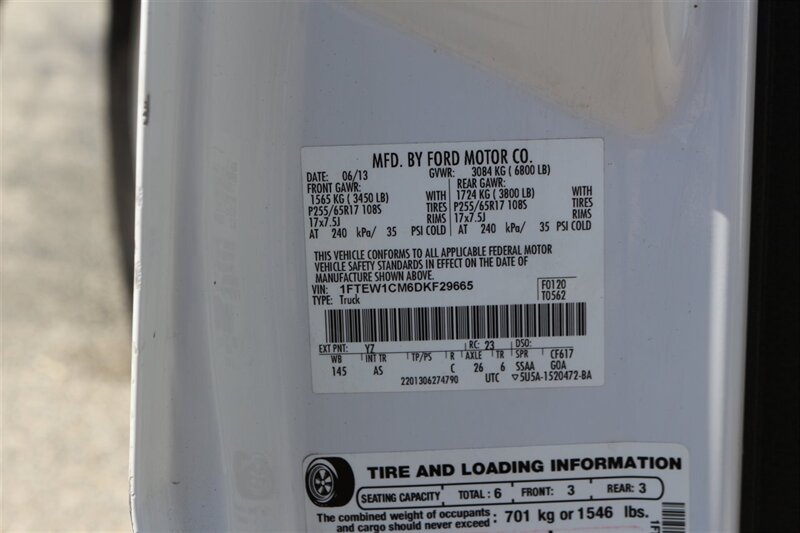 MFD. BY FORD MOTOR CO.
DATE: 06/13 GVWR: 3084 KG ( 6800 LB)
FRONT GAWR: REAR GAWR:
1565 KG ( 3450 LB) WITH 1724 KG ( 3800 LB) WITH
P255/65R17 108S TIRES P255/65R17 108S TIRES
17x7.5J RIMS 17x7.5J RIMS
AT 240 kPa/ 35 PSI COLD AT 240 kPa/ 35 PSI COLD
THIS VEHICLE CONFORMS TO ALL APPLICABLE FEDERAL MOTOR
VEHICLE SAFETY STANDARDS IN EFFECT ON THE DATE OF
MANUFACTURE SHOWN ABOVE.
VIN: 1FTEW1CM6DKF29665 F0120
TYPE: Truck T0562
EXT PNT: YZ RC: 23 DSO:
WB INT TR TP/PS R AXLE TR SPR CF617
145 AS C 26 6 SSAA GOA
2201306274790 UTC ▽5U5A-1520472-BA
TIRE AND LOADING INFORMATION
SEATING CAPACITY TOTAL: 6 FRONT: 3 REAR: 3
The combined weight of occupants
and cargo should never exceed : 701 kg or 1546 lbs.
1F